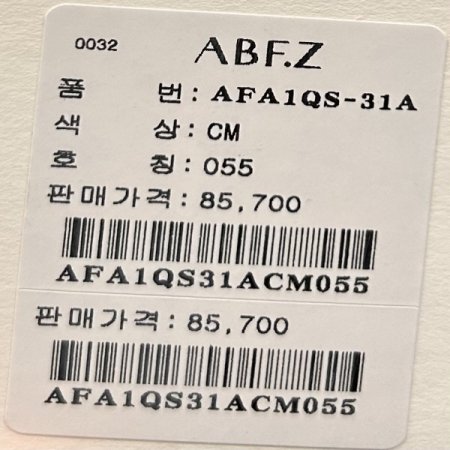 0032 ABF.Z
품 번 : AFA1QS-31A
색 상 : CM
호 칭 : 055
판매가격 : 85,700
AFA1QS31ACM055
판매가격 : 85,700
AFA1QS31ACM055